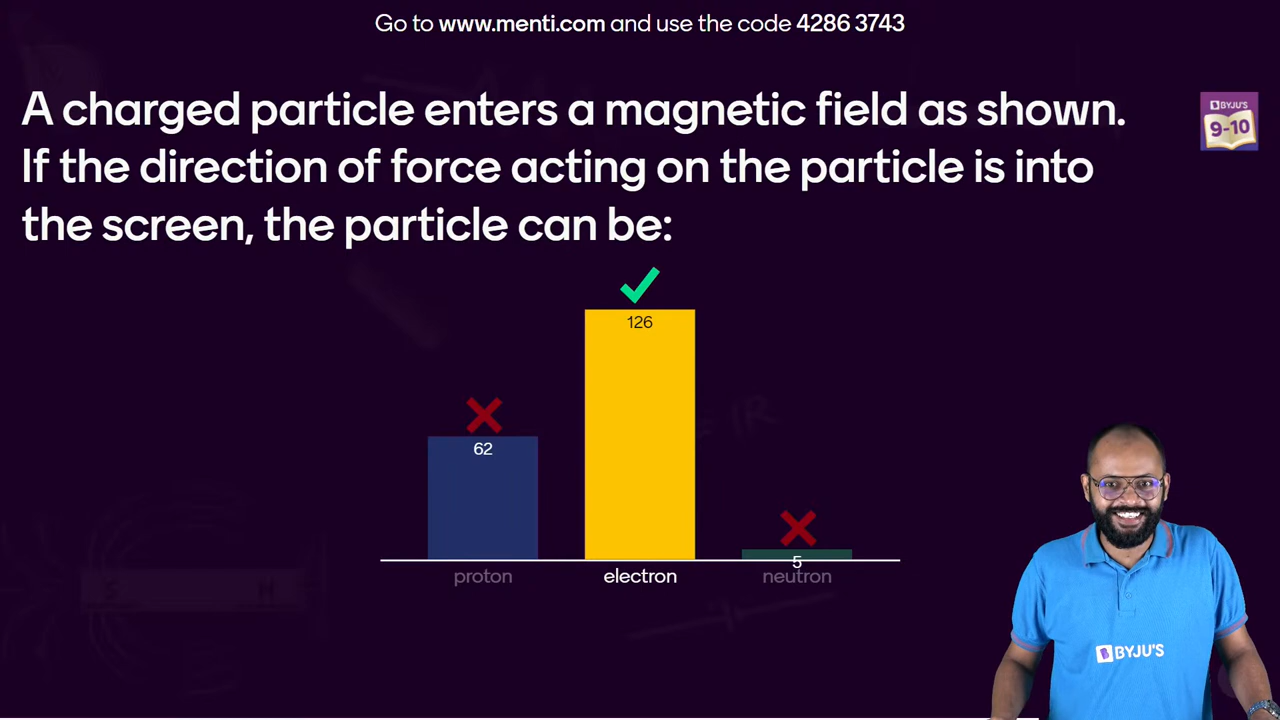 Go to www.menti.com and use the code 4286 3743
A charged particle enters a magnetic field as shown.
If the direction of force acting on the particle is into
the screen, the particle can be:
BYJU'S
9-10
126
62
5
proton
electron
neutron
= IR
S
N
BYJU'S